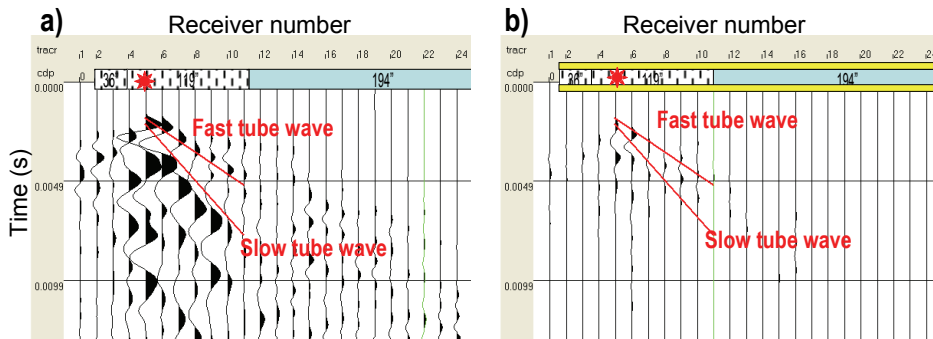 a)
Receiver number
tracr
1 2 4 6 8 10 12 14 16 18 20 22 24
cdp
0
36"
119"
194"
0.0000
Fast tube wave
0.0049
Slow tube wave
0.0099
Time (s)
b)
Receiver number
tracr
1 2 4 6 8 10 12 14 16 18 20 22 24
cdp
0
36"
119"
194"
0.0000
Fast tube wave
0.0049
Slow tube wave
0.0099